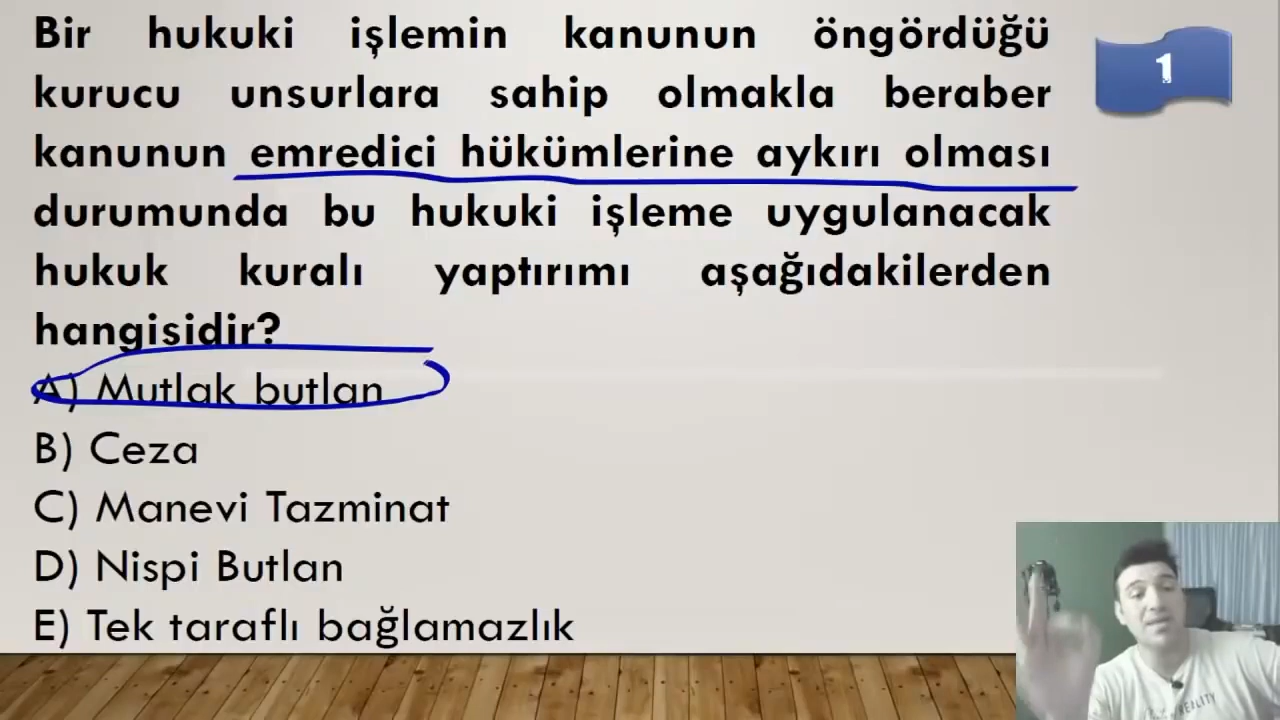 Bir hukuki işlemin kanunun öngördüğü
1
kurucu unsurlara sahip olmakla beraber
kanunun emredici hükümlerine aykırı olması
durumunda bu hukuki işleme uygulanacak
hukuk kuralı yaptırımı aşağıdakilerden
hangisidir?
A) Mutlak butlan
B) Ceza
C) Manevi Tazminat
D) Nispi Butlan
E) Tek taraflı bağlamazlık